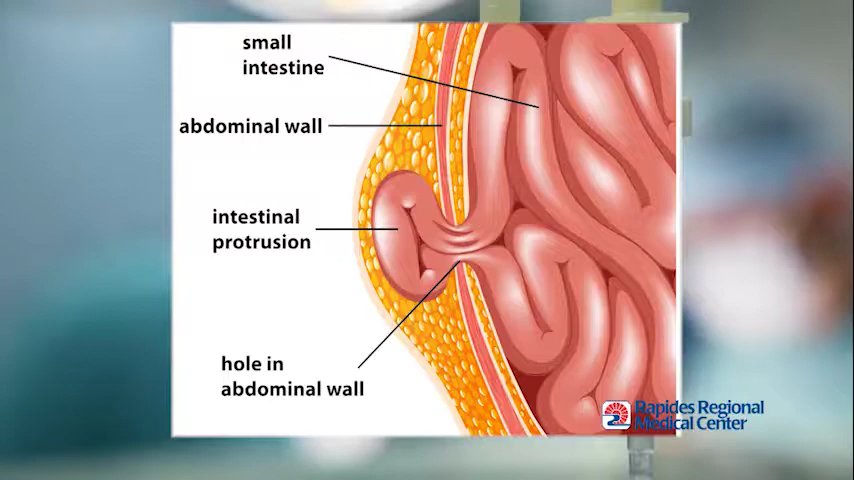 small
intestine
abdominal wall
intestinal
protrusion
hole in
abdominal wall
Rapides Regional
Medical Center